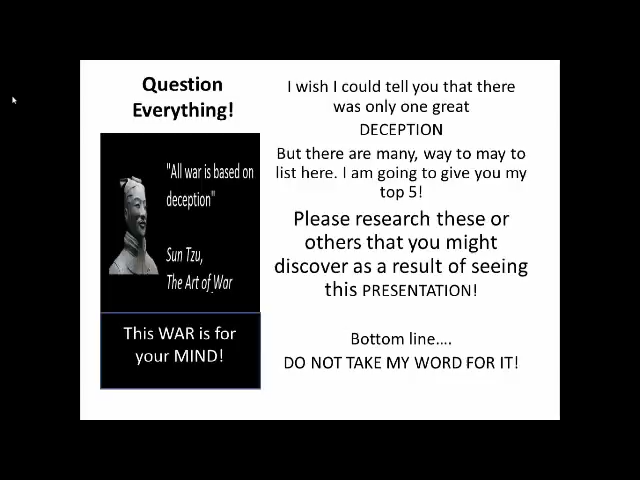 Question
Everything!
"All war is based on
deception"
Sun Tzu,
The Art of War
This WAR is for
your MIND!
I wish I could tell you that there
was only one great
DECEPTION
But there are many, way to may to
list here. I am going to give you my
top 5!
Please research these or
others that you might
discover as a result of seeing
this PRESENTATION!
Bottom line....
DO NOT TAKE MY WORD FOR IT!